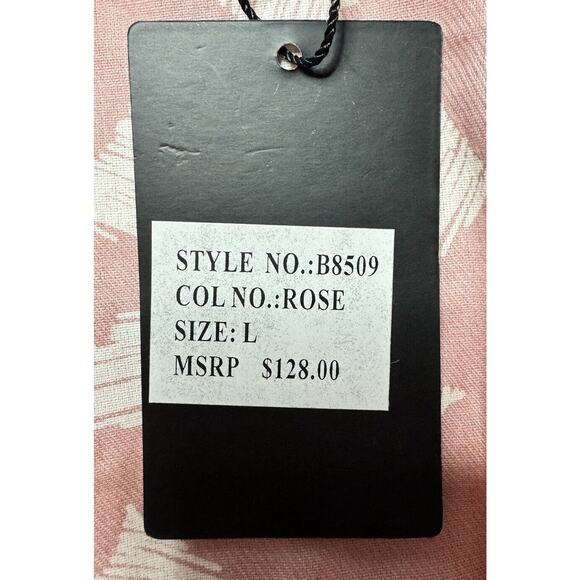 STYLE NO.:B8509
COL NO.:ROSE
SIZE: L
MSRP $128.00